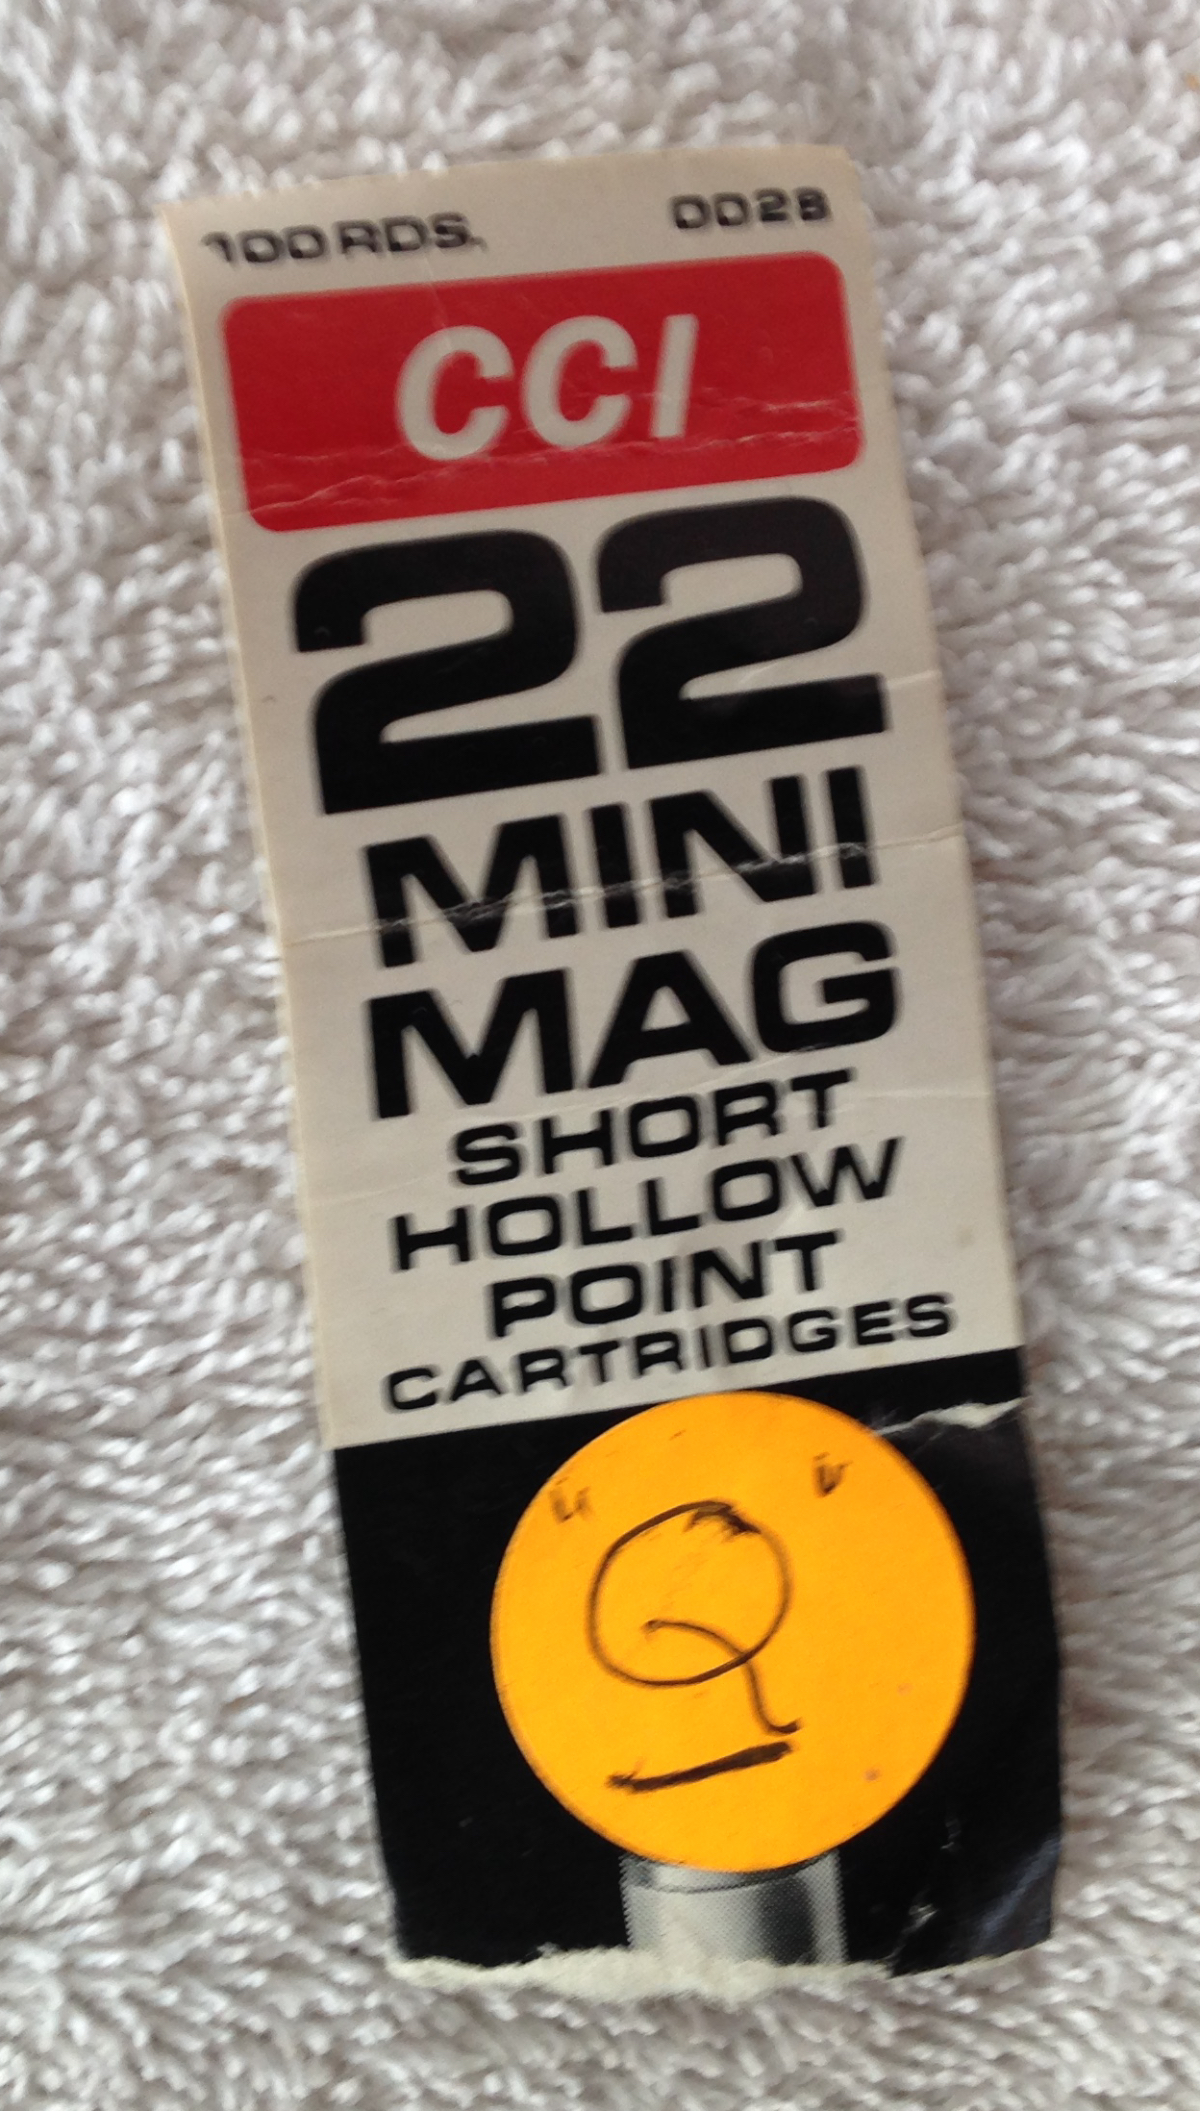 100 RDS. 0028
CCI
22
MINI
MAG
SHORT
HOLLOW
POINT
CARTRIDGES
"Q"